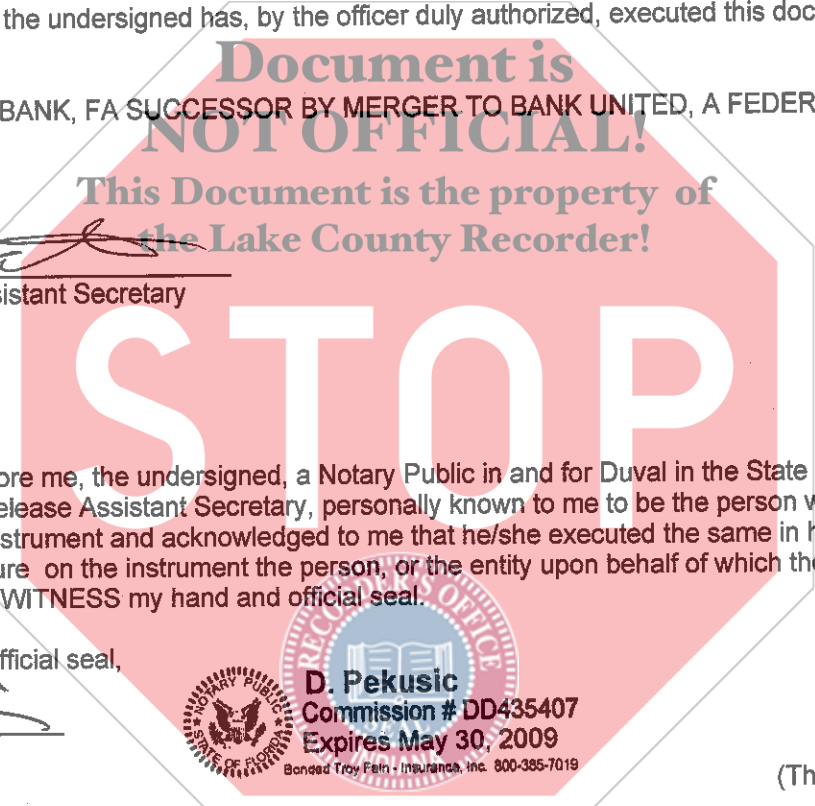 the undersigned has, by the officer duly authorized, executed this doc
Document is
BANK, FA SUCCESSOR BY MERGER TO BANK UNITED, A FEDER
NOT OFFICIAL!
This Document is the property of
the Lake County Recorder!
sistant Secretary
STOP
ore me, the undersigned, a Notary Public in and for Duval in the State
elease Assistant Secretary, personally known to me to be the person w
strument and acknowledged to me that he/she executed the same in h
ure on the instrument the person, or the entity upon behalf of which the
WITNESS my hand and official seal.
RECORDER'S OFFICE
SEAL
INDIANA
fficial seal,
NOTARY PUBLIC
STATE OF FLORIDA
D. Pekusic
Commission # DD435407
Expires May 30, 2009
Bonded Troy Fain - Insurance, Inc. 800-385-7019
(Th